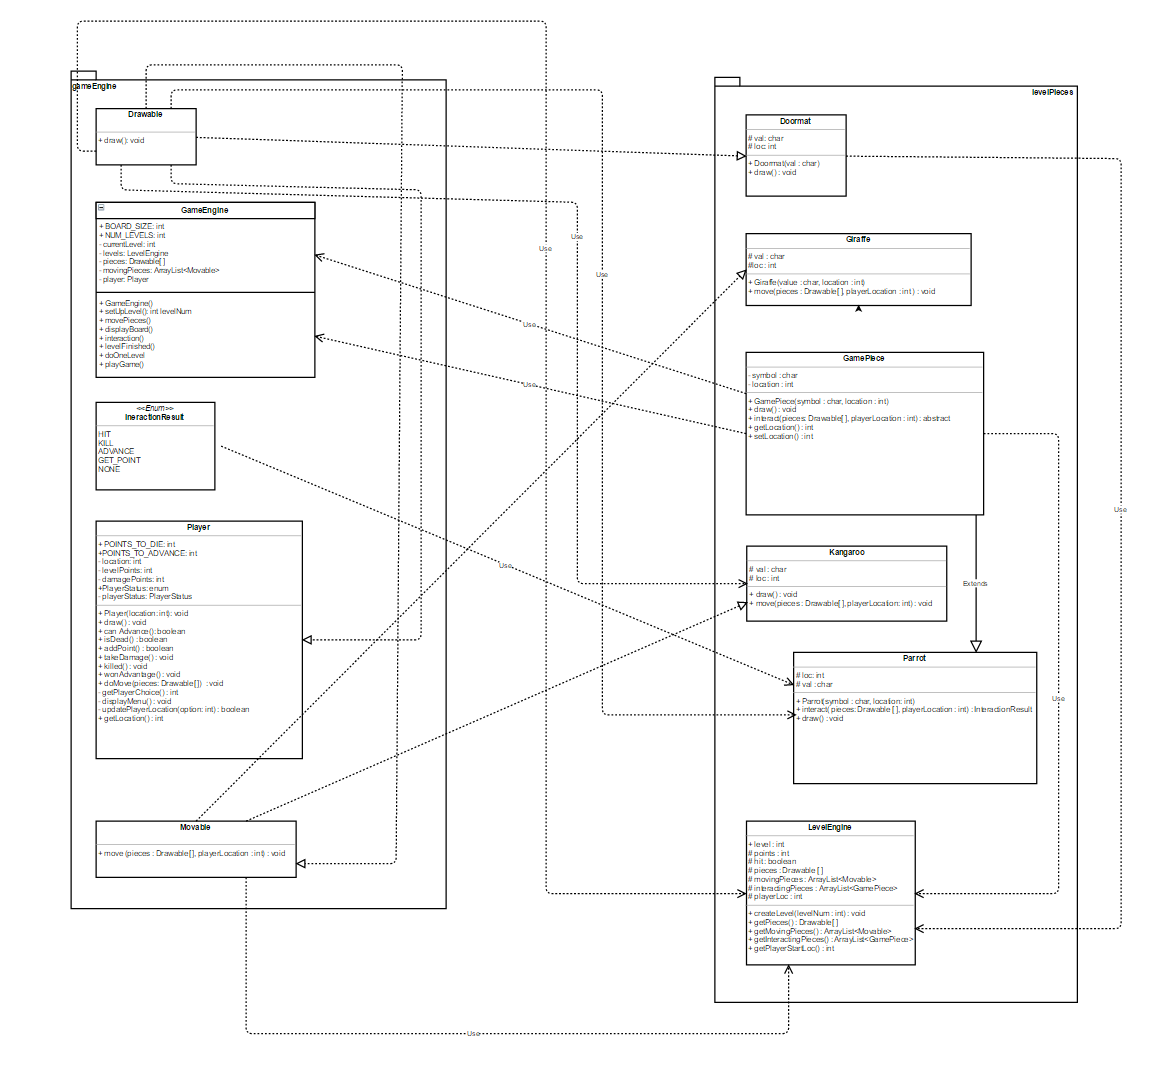 gameEngine
Drawable
+ draw(): void
GameEngine
+ BOARD_SIZE: int
+ NUM_LEVELS: int
- currentLevel: int
- levels: LevelEngine
- pieces: Drawable[ ]
- movingPieces: ArrayList<Movable>
- player: Player
+ GameEngine()
+ setUpLevel(): int levelNum
+ movePieces()
+ displayBoard()
+ interaction()
+ levelFinished()
+ doOneLevel
+ playGame()
<<Enum>>
IneractionResult
HIT
KILL
ADVANCE
GET_POINT
NONE
Player
+ POINTS_TO_DIE: int
+POINTS_TO_ADVANCE: int
- location: int
- levelPoints: int
- damagePoints: int
+PlayerStatus: enum
- playerStatus: PlayerStatus
+ Player(location: int): void
+ draw() : void
+ can Advance(): boolean
+ isDead() : boolean
+ addPoint() : boolean
+ takeDamage() : void
+ killed() : void
+ wonAdvantage() : void
+ doMove(pieces: Drawable[ ]) : void
- getPlayerChoice() : int
- displayMenu() : void
- updatePlayerLocation(option: int) : boolean
+ getLocation() : int
Movable
+ move (pieces : Drawable[ ], playerLocation : int) : void
Use
Use
Use
Use
Use
Use
Use
levelPieces
Doormat
# val: char
# loc: int
+ Doormat(val : char)
+ draw() : void
Giraffe
# val : char
#loc : int
+ Giraffe(value : char, location : int)
+ move(pieces : Drawable[ ], playerLocation : int ) : void
GamePiece
- symbol : char
- location : int
+ GamePiece(symbol : char, location : int)
+ draw() : void
+ interact(pieces: Drawable[ ], playerLocation : int) : abstract
+ getLocation() : int
+ setLocation() : int
Use
Kangaroo
# val : char
# loc : int
+ draw() : void
+ move(pieces : Drawable[ ], playerLocation: int) : void
Extends
Parrot
# loc: int
# val : char
+ Parrot(symbol : char, location: int)
+ interact( pieces: Drawable [ ], playerLocation : int) : InteractionResult
+ draw() : void
Use
LevelEngine
+ level : int
# points : int
# hit : boolean
# pieces : Drawable [ ]
# movingPieces : ArrayList<Movable>
# interactingPieces : ArrayList<GamePiece>
# playerLoc : int
+ createLevel(levelNum : int) : void
+ getPieces() : Drawable[ ]
+ getMovingPieces() : ArrayList<Movable>
+ getInteractingPieces() : ArrayList<GamePiece>
+ getPlayerStartLoc() : int